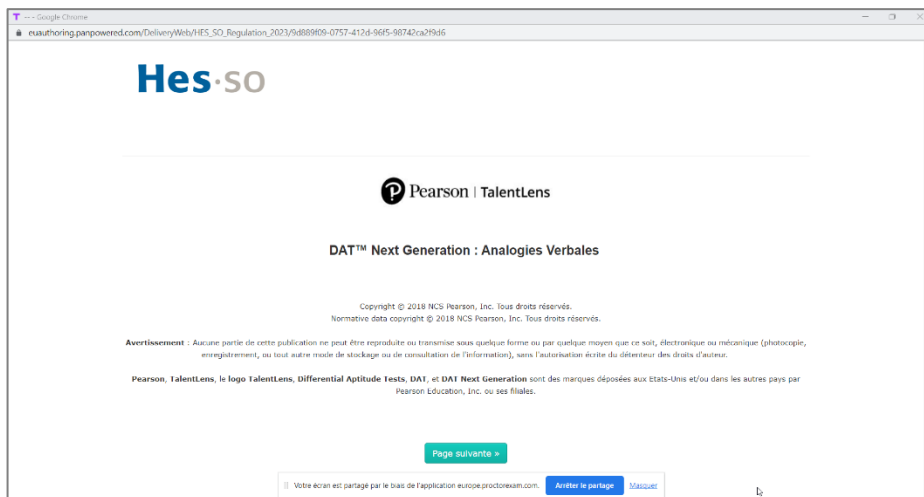 --- - Google Chrome
euauthoring.panpowered.com/DeliveryWeb/HES_SO_Regulation_2023/9d889f09-0757-412d-96f5-98742ca2f9d6
Hes·so
Pearson | TalentLens
DAT™ Next Generation : Analogies Verbales
Copyright © 2018 NCS Pearson, Inc. Tous droits réservés.
Normative data copyright © 2018 NCS Pearson, Inc. Tous droits réservés.
Avertissement : Aucune partie de cette publication ne peut être reproduite ou transmise sous quelque forme ou par quelque moyen que ce soit, électronique ou mécanique (photocopie,
enregistrement, ou tout autre mode de stockage ou de consultation de l'information), sans l'autorisation écrite du détenteur des droits d'auteur.
Pearson, TalentLens, le logo TalentLens, Differential Aptitude Tests, DAT, et DAT Next Generation sont des marques déposées aux Etats-Unis et/ou dans les autres pays par
Pearson Education, Inc. ou ses filiales.
Page suivante »
Votre écran est partagé par le biais de l'application europe.proctorexam.com. Arrêter le partage Masquer